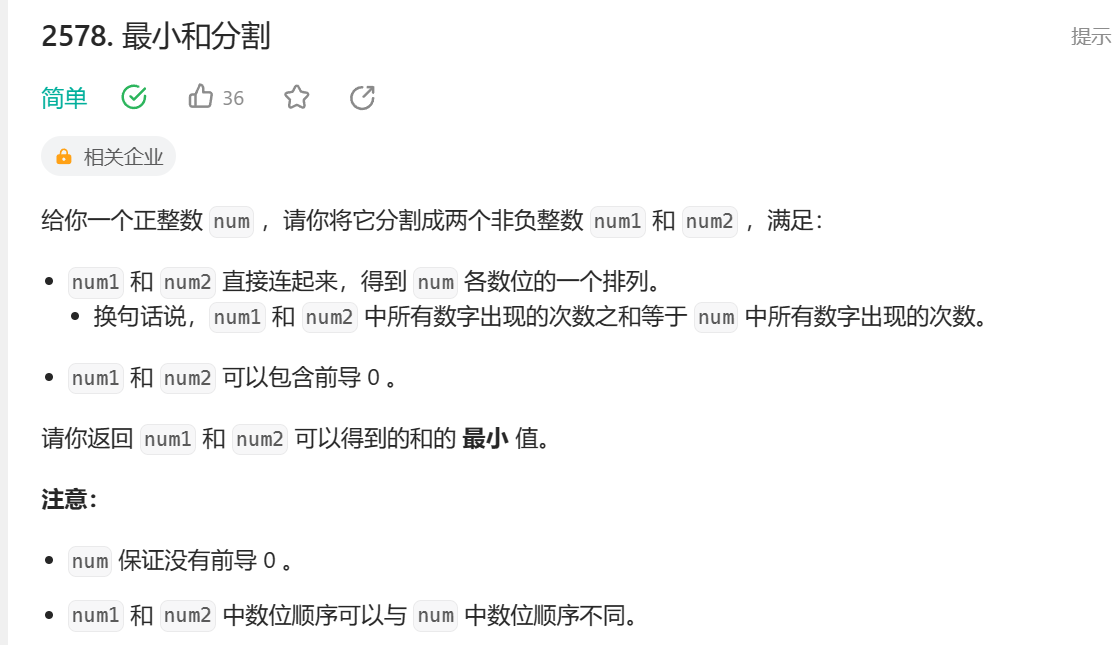 2578. 最小和分割
提示
简单
36
相关企业
给你一个正整数 num ，请你将它分割成两个非负整数 num1 和 num2 ，满足：
num1 和 num2 直接连起来，得到 num 各数位的一个排列。
换句话说，num1 和 num2 中所有数字出现的次数之和等于 num 中所有数字出现的次数。
num1 和 num2 可以包含前导 0 。
请你返回 num1 和 num2 可以得到的和的 最小 值。
注意：
num 保证没有前导 0 。
num1 和 num2 中数位顺序可以与 num 中数位顺序不同。